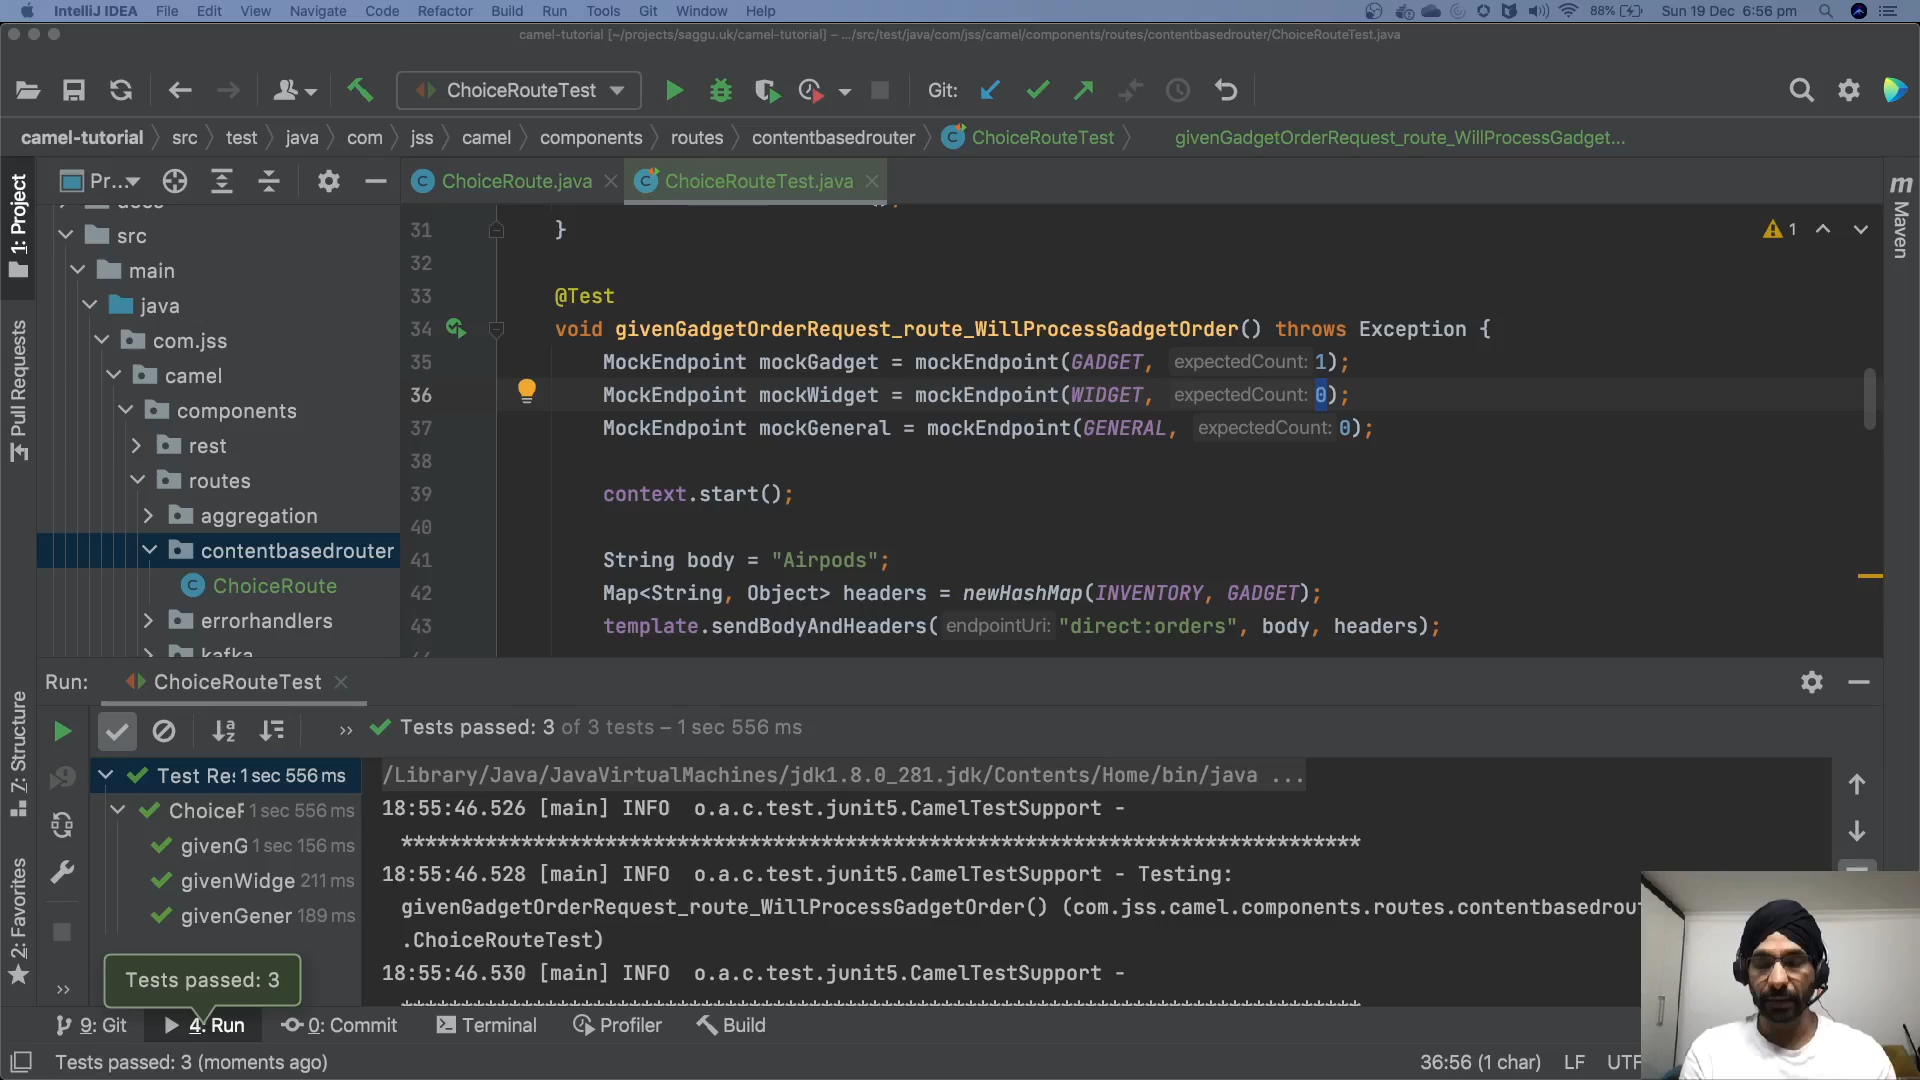 IntelliJ IDEA File Edit View Navigate Code Refactor Build Run Tools Git Window Help 88% Sun 19 Dec 6:56 pm
camel-tutorial [~/projects/saggu.uk/camel-tutorial] – .../src/test/java/com/jss/camel/components/routes/contentbasedrouter/ChoiceRouteTest.java
ChoiceRouteTest Git:
camel-tutorial src test java com jss camel components routes contentbasedrouter ChoiceRouteTest givenGadgetOrderRequest_route_WillProcessGadget...
Pr... ChoiceRoute.java ChoiceRouteTest.java
1: Project
Pull Requests
Z: Structure
2: Favorites
m Maven
src
main
java
com.jss
camel
components
rest
routes
aggregation
contentbasedrouter
ChoiceRoute
errorhandlers
kafka
31 }
1
32
33 @Test
34 void givenGadgetOrderRequest_route_WillProcessGadgetOrder() throws Exception {
35 MockEndpoint mockGadget = mockEndpoint(GADGET, expectedCount: 1);
36 MockEndpoint mockWidget = mockEndpoint(WIDGET, expectedCount: 0);
37 MockEndpoint mockGeneral = mockEndpoint(GENERAL, expectedCount: 0);
38
39 context.start();
40
41 String body = "Airpods";
42 Map<String, Object> headers = newHashMap(INVENTORY, GADGET);
43 template.sendBodyAndHeaders( endpointUri: "direct:orders", body, headers);
Run: ChoiceRouteTest
Tests passed: 3 of 3 tests – 1 sec 556 ms
Test Res 1 sec 556 ms
ChoiceF 1 sec 556 ms
givenG 1 sec 156 ms
givenWidge 211 ms
givenGener 189 ms
/Library/Java/JavaVirtualMachines/jdk1.8.0_281.jdk/Contents/Home/bin/java ...
18:55:46.526 [main] INFO o.a.c.test.junit5.CamelTestSupport -
********************************************************************************
18:55:46.528 [main] INFO o.a.c.test.junit5.CamelTestSupport - Testing:
givenGadgetOrderRequest_route_WillProcessGadgetOrder() (com.jss.camel.components.routes.contentbasedrout
.ChoiceRouteTest)
18:55:46.530 [main] INFO o.a.c.test.junit5.CamelTestSupport -
********************************************************************************
Tests passed: 3
9: Git 4: Run 0: Commit Terminal Profiler Build
Tests passed: 3 (moments ago) 36:56 (1 char) LF UTF